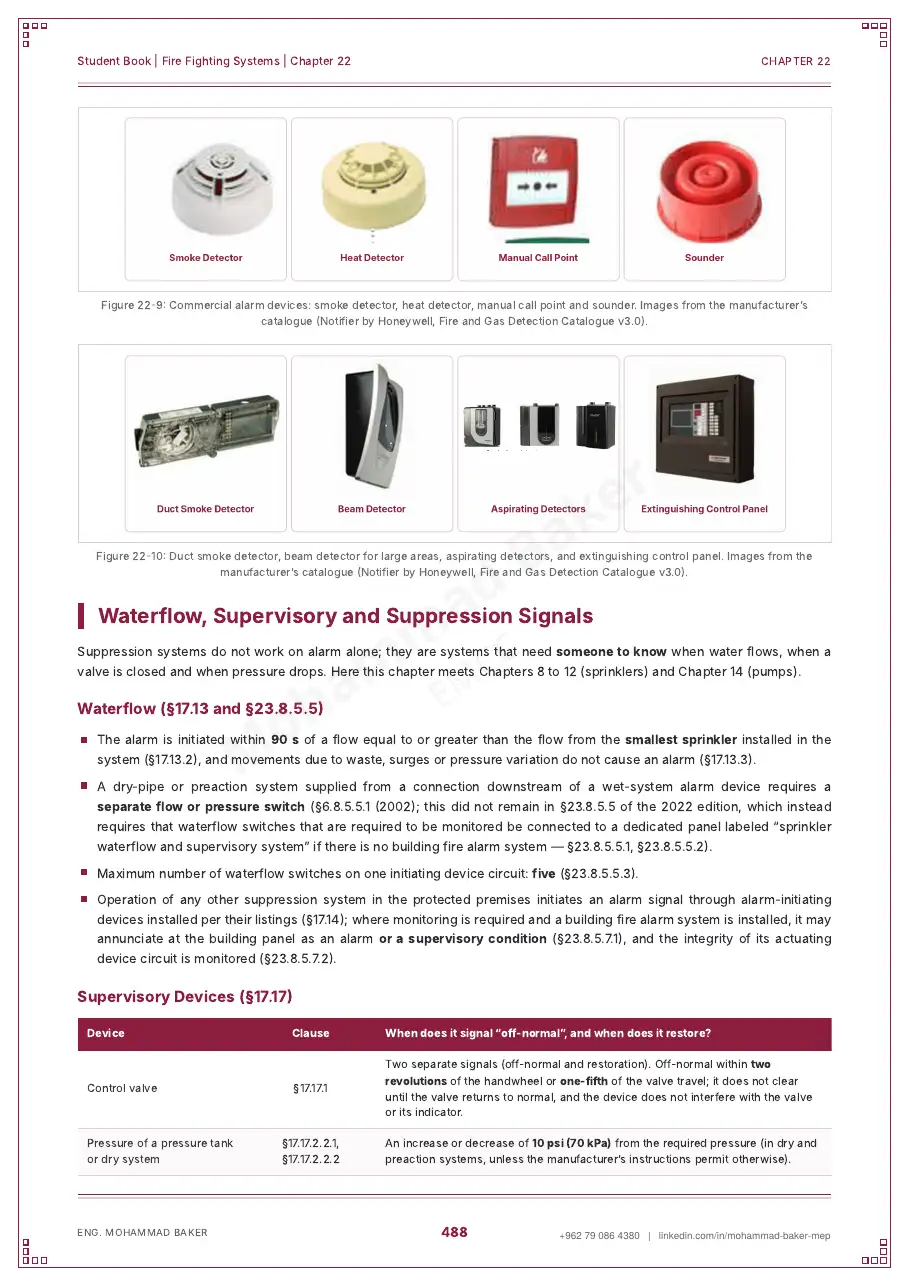 Student Book | Fire Fighting Systems | Chapter 22
CHAPTER 22
Smoke Detector
Heat Detector
Manual Call Point
Sounder
Figure 22-9: Commercial alarm devices: smoke detector, heat detector, manual call point and sounder. Images from the manufacturer's
catalogue (Notifier by Honeywell, Fire and Gas Detection Catalogue v3.0).
Duct Smoke Detector
Beam Detector
Aspirating Detectors
Extinguishing Control Panel
Figure 22-10: Duct smoke detector, beam detector for large areas, aspirating detectors, and extinguishing control panel. Images from the
manufacturer's catalogue (Notifier by Honeywell, Fire and Gas Detection Catalogue v3.0).
Waterflow, Supervisory and Suppression Signals
Suppression systems do not work on alarm alone; they are systems that need someone to know when water flows, when a
valve is closed and when pressure drops. Here this chapter meets Chapters 8 to 12 (sprinklers) and Chapter 14 (pumps).
Waterflow (§17.13 and §23.8.5.5)
The alarm is initiated within 90 s of a flow equal to or greater than the flow from the smallest sprinkler installed in the
system (§17.13.2), and movements due to waste, surges or pressure variation do not cause an alarm (§17.13.3).
A dry-pipe or preaction system supplied from a connection downstream of a wet-system alarm device requires a
separate flow or pressure switch (§6.8.5.5.1 (2002); this did not remain in §23.8.5.5 of the 2022 edition, which instead
requires that waterflow switches that are required to be monitored be connected to a dedicated panel labeled “sprinkler
waterflow and supervisory system” if there is no building fire alarm system — §23.8.5.5.1, §23.8.5.5.2).
Maximum number of waterflow switches on one initiating device circuit: five (§23.8.5.5.3).
Operation of any other suppression system in the protected premises initiates an alarm signal through alarm-initiating
devices installed per their listings (§17.14); where monitoring is required and a building fire alarm system is installed, it may
annunciate at the building panel as an alarm or a supervisory condition (§23.8.5.7.1), and the integrity of its actuating
device circuit is monitored (§23.8.5.7.2).
Supervisory Devices (§17.17)
Device
Clause
When does it signal “off-normal”, and when does it restore?
Control valve
§17.17.1
Two separate signals (off-normal and restoration). Off-normal within two
revolutions of the handwheel or one-fifth of the valve travel; it does not clear
until the valve returns to normal, and the device does not interfere with the valve
or its indicator.
Pressure of a pressure tank
or dry system
§17.17.2.2.1,
§17.17.2.2.2
An increase or decrease of 10 psi (70 kPa) from the required pressure (in dry and
preaction systems, unless the manufacturer's instructions permit otherwise).
Mohammad Baker
ENG. MOHAMMAD BAKER
488
+962 79 086 4380 | linkedin.com/in/mohammad-baker-mep